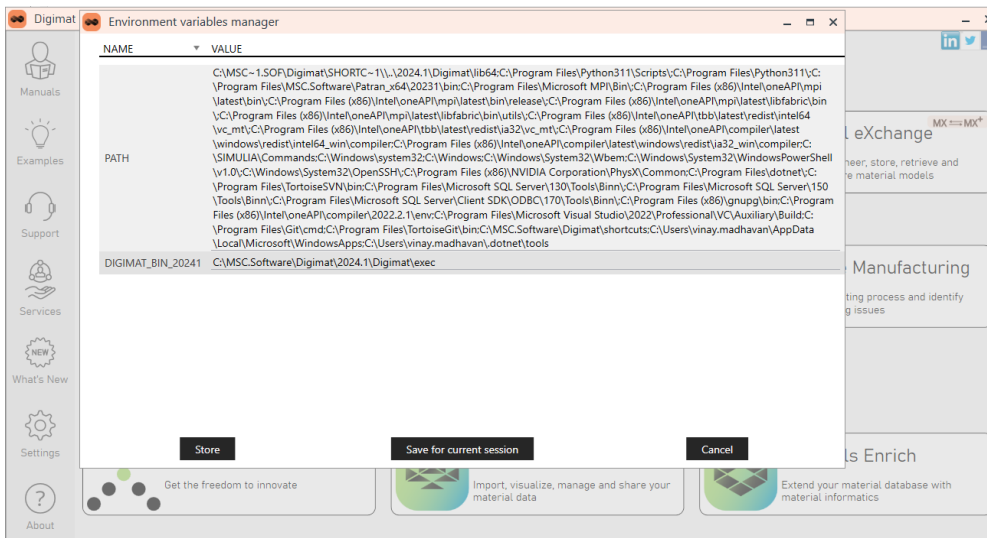 Digimat
Environment variables manager
NAME
VALUE
in
Manuals
Examples
Support
Services
NEW
What's New
Settings
?
About
PATH
C:\MSC~1.SOF\Digimat\SHORTC~1\\..\2024.1\Digimat\lib64;C:\Program Files\Python311\Scripts\;C:\Program Files\Python311\;C:
\Program Files\MSC.Software\Patran_x64\20231\bin;C:\Program Files\Microsoft MPI\Bin\;C:\Program Files (x86)\Intel\oneAPI\mpi
\latest\bin\;C:\Program Files (x86)\Intel\oneAPI\mpi\latest\bin\release\;C:\Program Files (x86)\Intel\oneAPI\mpi\latest\libfabric\bin
\;C:\Program Files (x86)\Intel\oneAPI\mpi\latest\libfabric\bin\utils\;C:\Program Files (x86)\Intel\oneAPI\tbb\latest\redist\intel64
\vc_mt\;C:\Program Files (x86)\Intel\oneAPI\tbb\latest\redist\ia32\vc_mt\;C:\Program Files (x86)\Intel\oneAPI\compiler\latest
\windows\redist\intel64_win\compiler;C:\Program Files (x86)\Intel\oneAPI\compiler\latest\windows\redist\ia32_win\compiler;C:
\SIMULIA\Commands;C:\Windows\system32;C:\Windows;C:\Windows\System32\Wbem;C:\Windows\System32\WindowsPowerShell
\v1.0\;C:\Windows\System32\OpenSSH\;C:\Program Files (x86)\NVIDIA Corporation\PhysX\Common;C:\Program Files\dotnet\;C:
\Program Files\TortoiseSVN\bin;C:\Program Files\Microsoft SQL Server\130\Tools\Binn\;C:\Program Files\Microsoft SQL Server\150
\Tools\Binn\;C:\Program Files\Microsoft SQL Server\Client SDK\ODBC\170\Tools\Binn\;C:\Program Files (x86)\gnupg\bin;C:\Program
Files (x86)\Intel\oneAPI\compiler\2022.2.1\env;C:\Program Files\Microsoft Visual Studio\2022\Professional\VC\Auxiliary\Build;C:
\Program Files\Git\cmd;C:\Program Files\TortoiseGit\bin;C:\MSC.Software\Digimat\shortcuts;C:\Users\vinay.madhavan\AppData
\Local\Microsoft\WindowsApps;C:\Users\vinay.madhavan\.dotnet\tools
DIGIMAT_BIN_20241
C:\MSC.Software\Digimat\2024.1\Digimat\exec
Store
Save for current session
Cancel
MX MX+
l eXchange
neer, store, retrieve and
re material models
Manufacturing
ting process and identify
g issues
ls Enrich
Get the freedom to innovate
Import, visualize, manage and share your
material data
Extend your material database with
material informatics